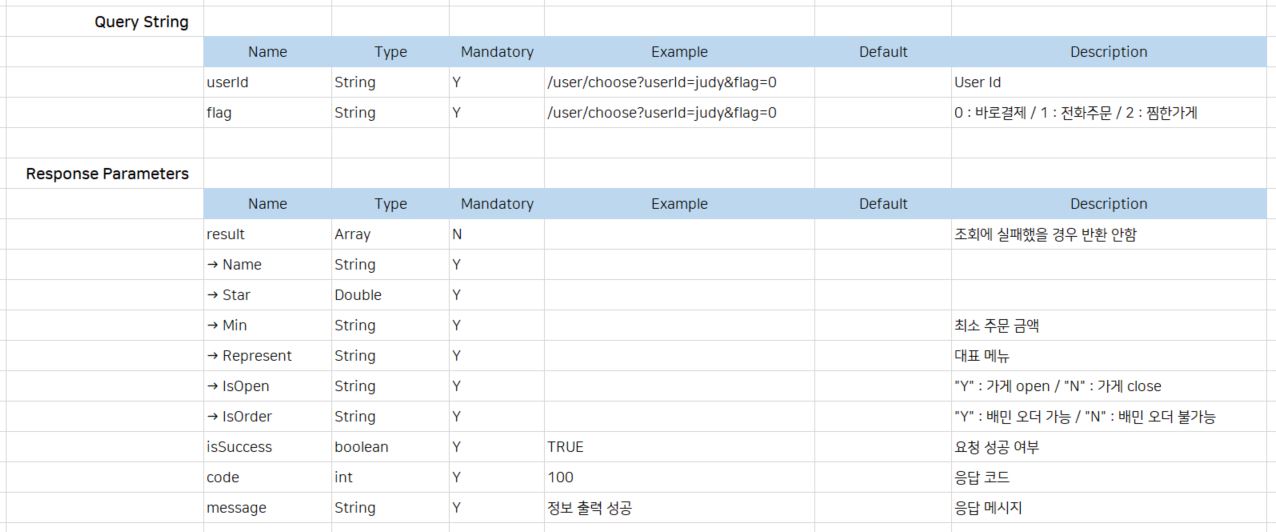 Query String
Name Type Mandatory Example Default Description
userId String Y /user/choose?userId=judy&flag=0 User Id
flag String Y /user/choose?userId=judy&flag=0 0 : 바로결제 / 1 : 전화주문 / 2 : 찜한가게
Response Parameters
Name Type Mandatory Example Default Description
result Array N 조회에 실패했을 경우 반환 안함
→ Name String Y
→ Star Double Y
→ Min String Y 최소 주문 금액
→ Represent String Y 대표 메뉴
→ IsOpen String Y "Y" : 가게 open / "N" : 가게 close
→ IsOrder String Y "Y" : 배민 오더 가능 / "N" : 배민 오더 불가능
isSuccess boolean Y TRUE 요청 성공 여부
code int Y 100 응답 코드
message String Y 정보 출력 성공 응답 메시지